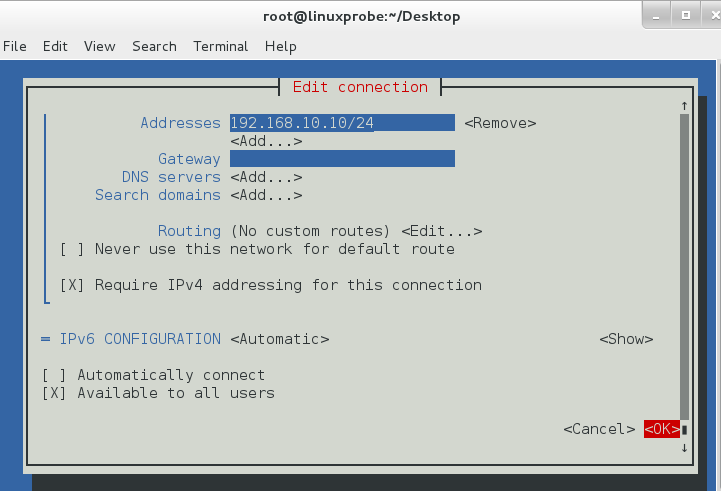 root@linuxprobe:~/Desktop
File Edit View Search Terminal Help
Edit connection
Addresses 192.168.10.10/24 <Remove>
<Add...>
Gateway
DNS servers <Add...>
Search domains <Add...>
Routing (No custom routes) <Edit...>
[ ] Never use this network for default route
[X] Require IPv4 addressing for this connection
= IPv6 CONFIGURATION <Automatic> <Show>
[ ] Automatically connect
[X] Available to all users
<Cancel> <OK>